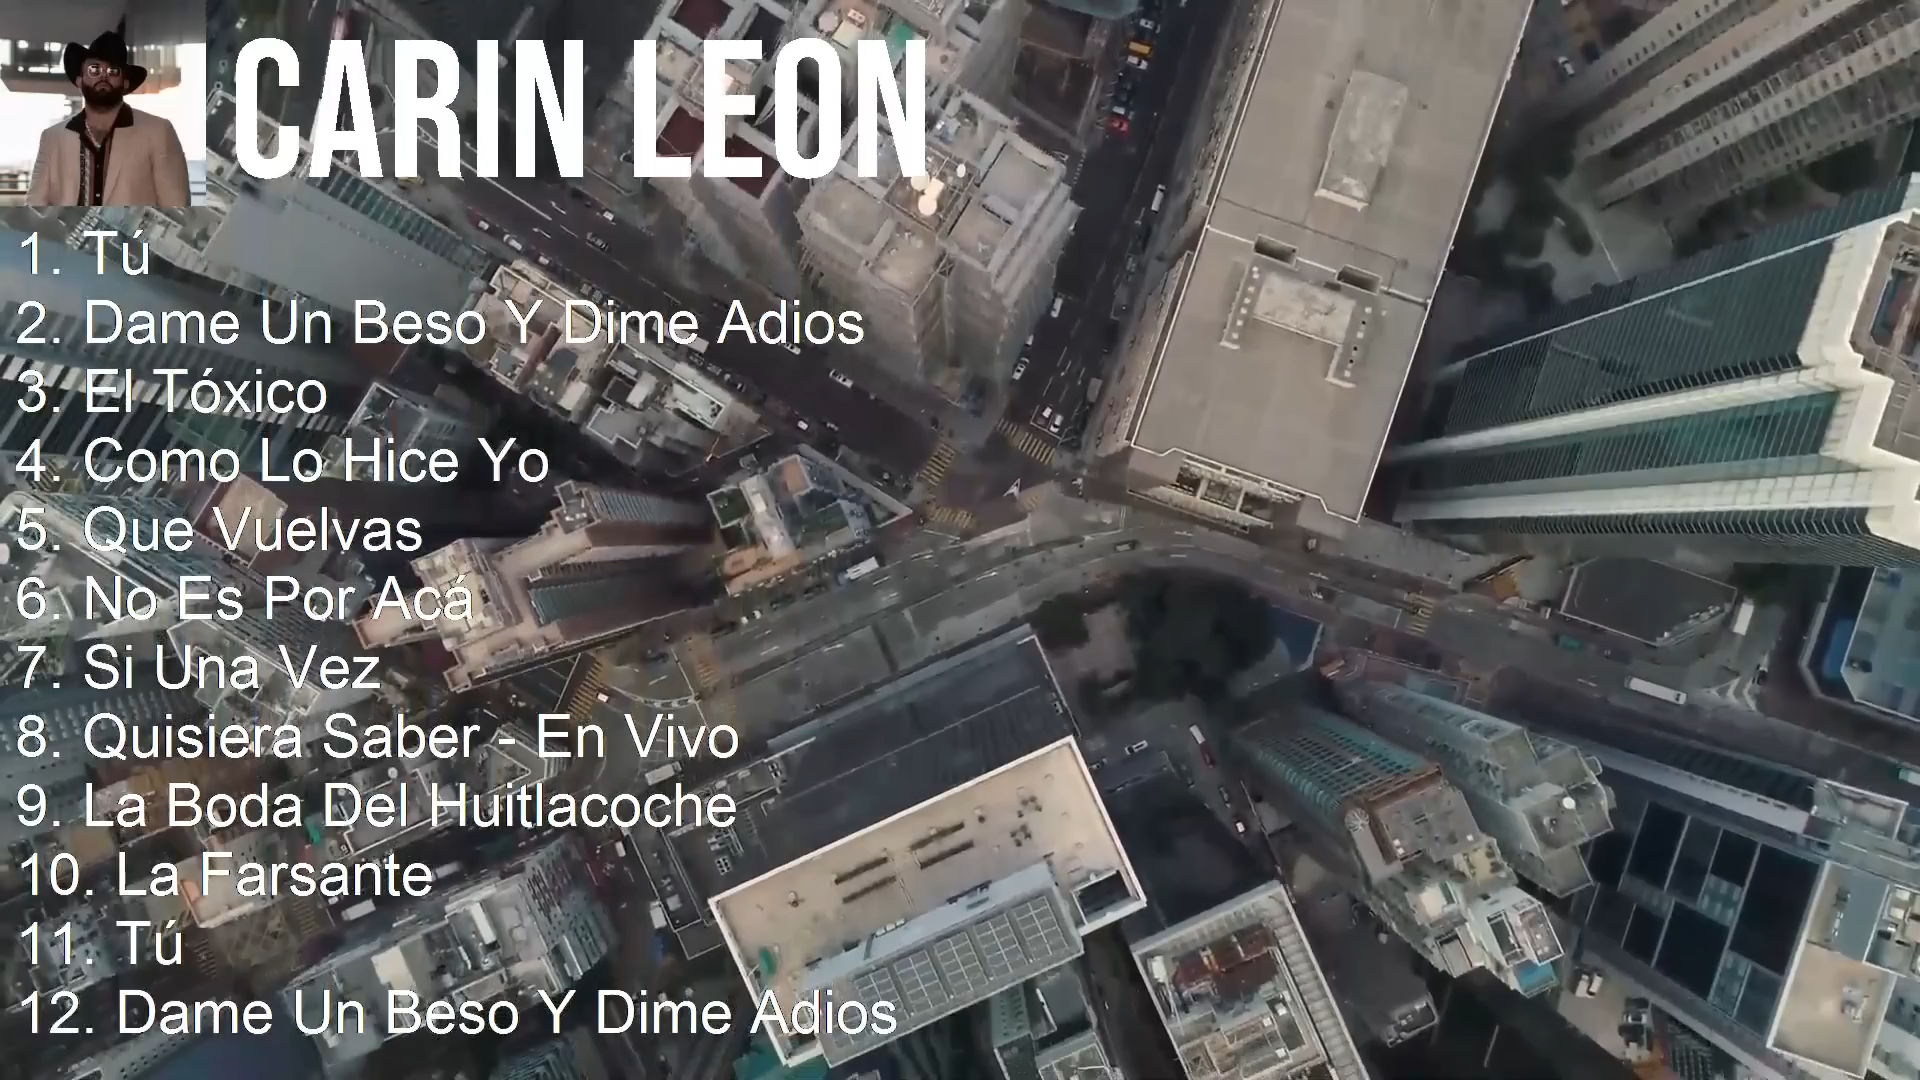 CARIN LEON
1. Tú
2. Dame Un Beso Y Dime Adios
3. El Tóxico
4. Como Lo Hice Yo
5. Que Vuelvas
6. No Es Por Acá
7. Si Una Vez
8. Quisiera Saber - En Vivo
9. La Boda Del Huitlacoche
10. La Farsante
11. Tú
12. Dame Un Beso Y Dime Adios